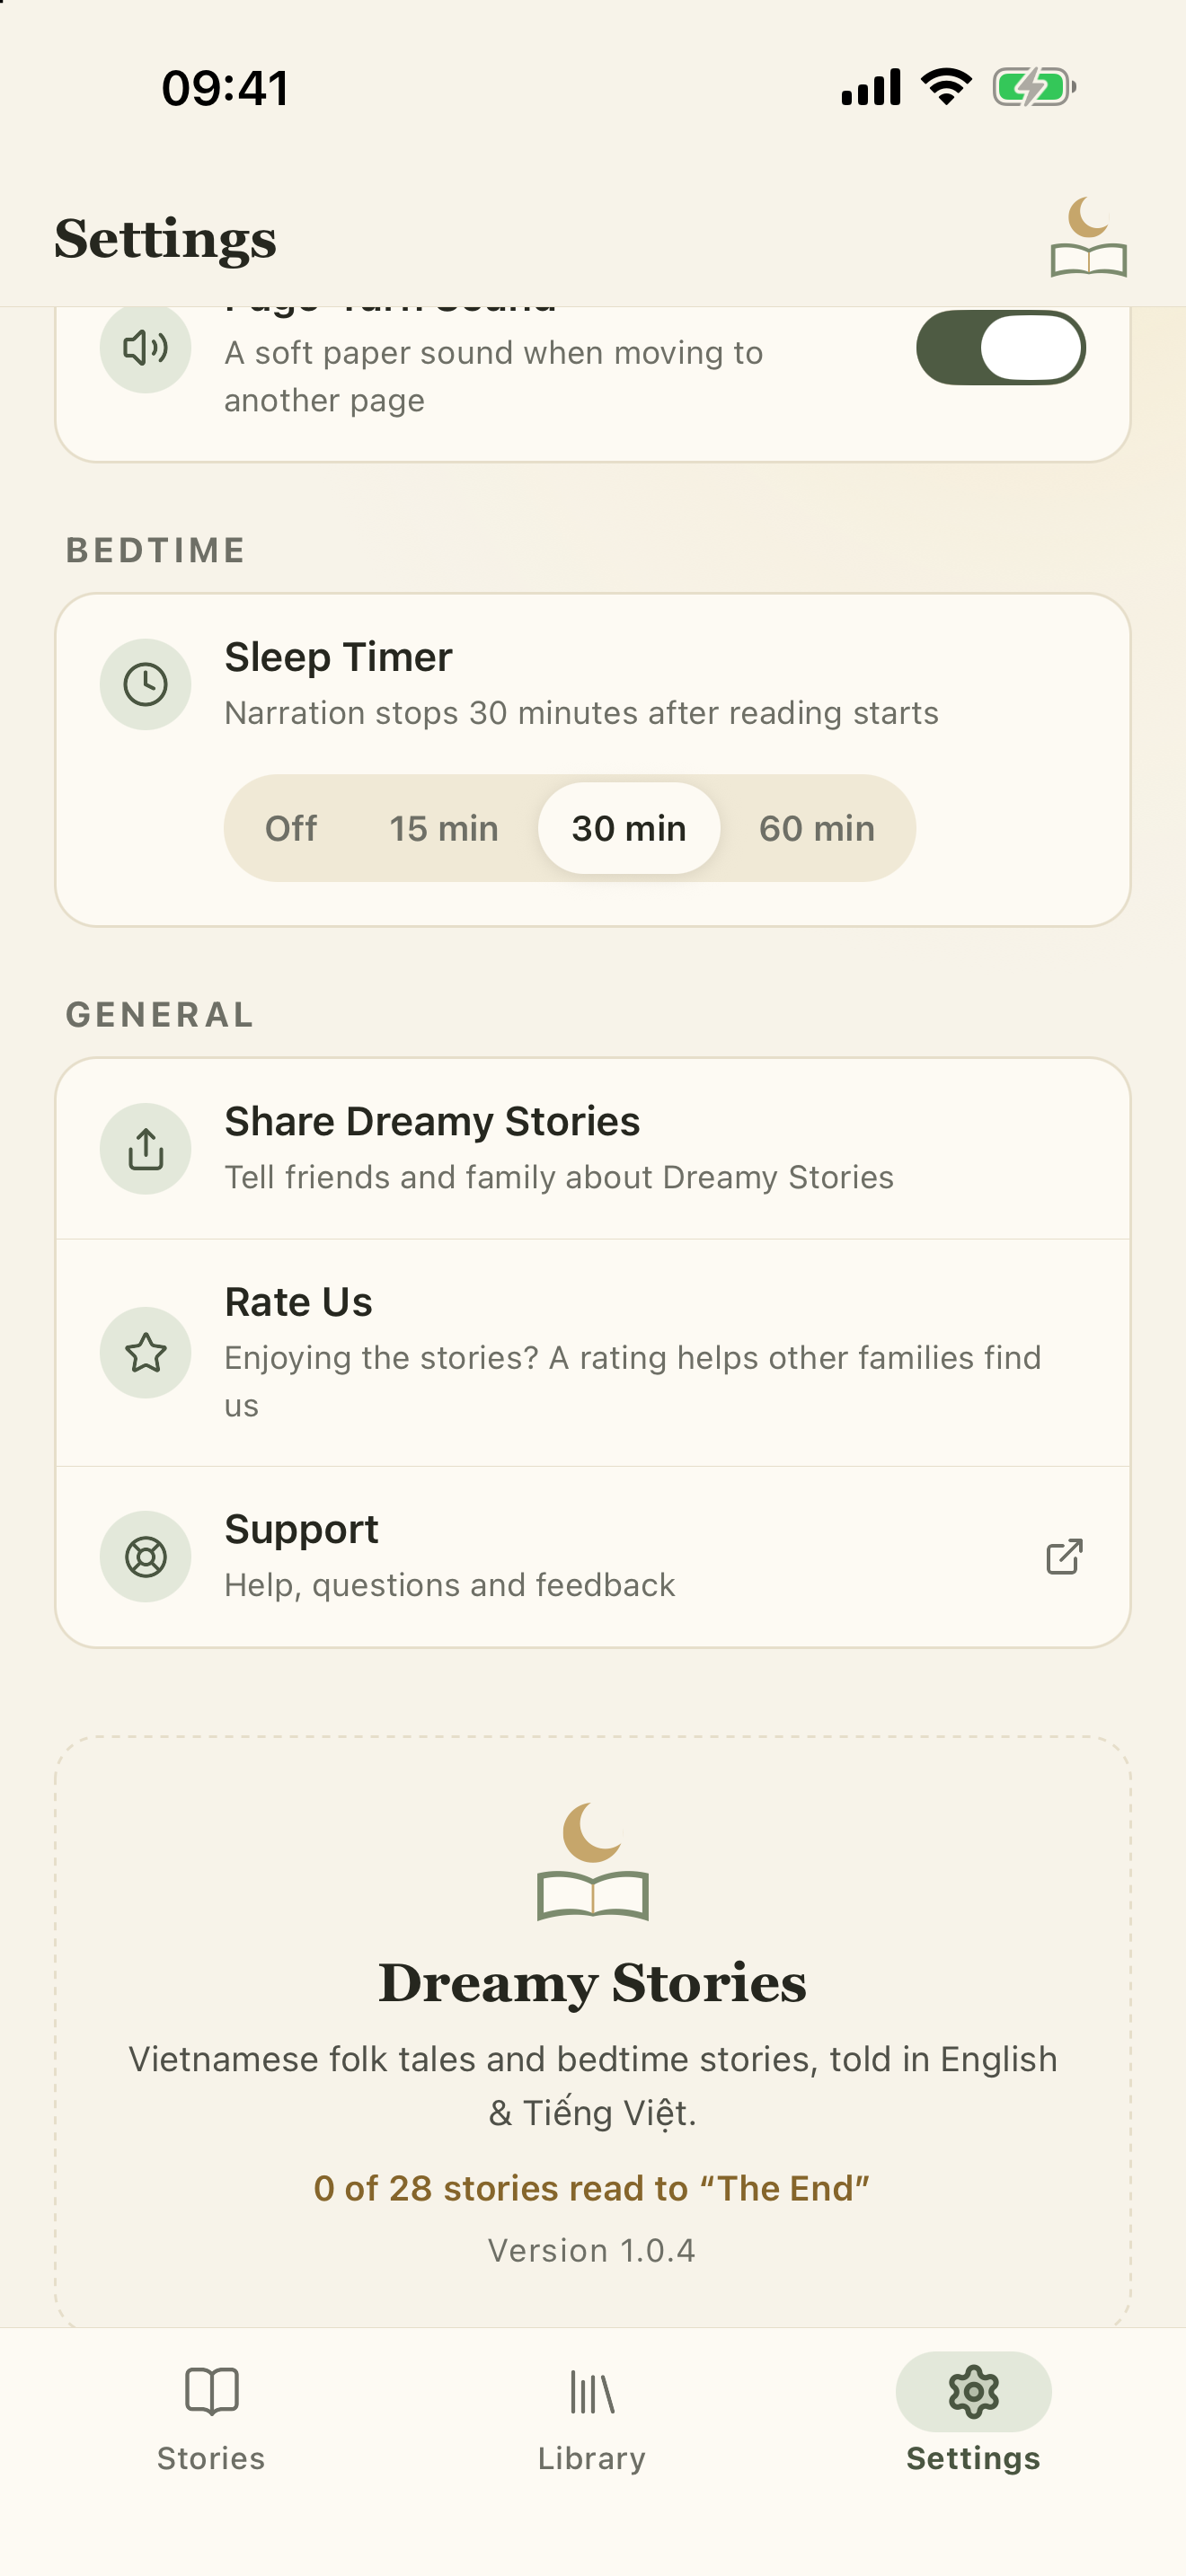 09:41
Settings
A soft paper sound when moving to
another page
BEDTIME
Sleep Timer
Narration stops 30 minutes after reading starts
Off 15 min 30 min 60 min
GENERAL
Share Dreamy Stories
Tell friends and family about Dreamy Stories
Rate Us
Enjoying the stories? A rating helps other families find
us
Support
Help, questions and feedback
Dreamy Stories
Vietnamese folk tales and bedtime stories, told in English
& Tiếng Việt.
0 of 28 stories read to “The End”
Version 1.0.4
Stories Library Settings